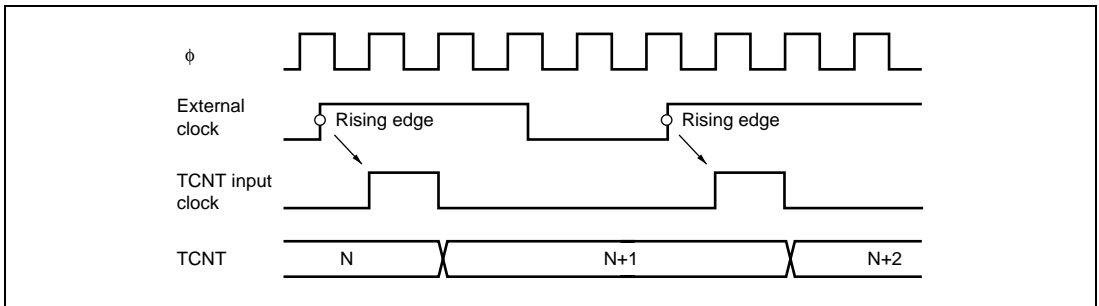 ϕ
External
clock
Rising edge
Rising edge
TCNT input
clock
TCNT
N
N+1
N+2